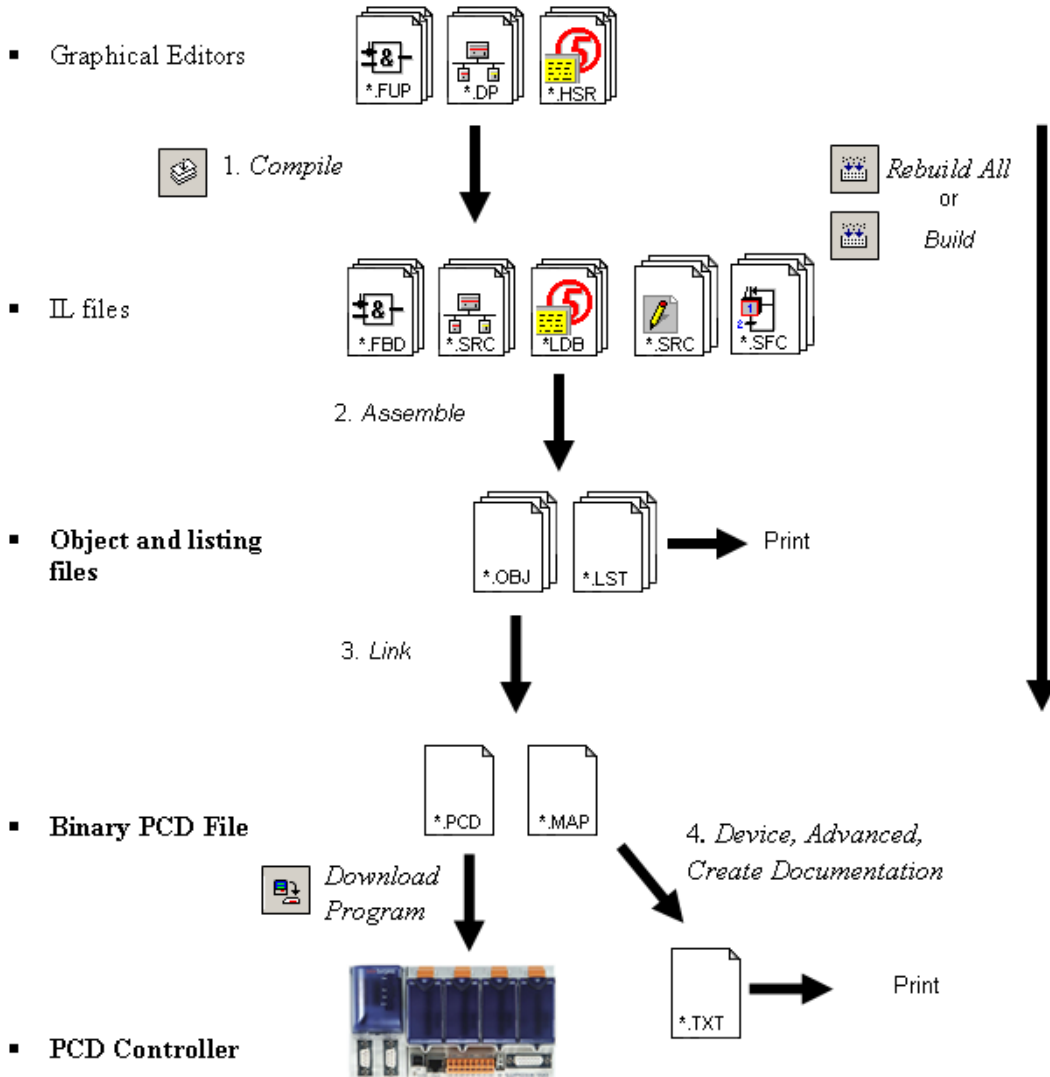 ▪ Graphical Editors
*.FUP
*.DP
*.HSR
1. Compile
Rebuild All
or
Build
▪ IL files
*.FBD
*.SRC
*LDB
*.SRC
*.SFC
2. Assemble
▪ Object and listing
files
*.OBJ
*.LST
Print
3. Link
▪ Binary PCD File
*.PCD
*.MAP
4. Device, Advanced,
Create Documentation
Download
Program
*.TXT
Print
▪ PCD Controller